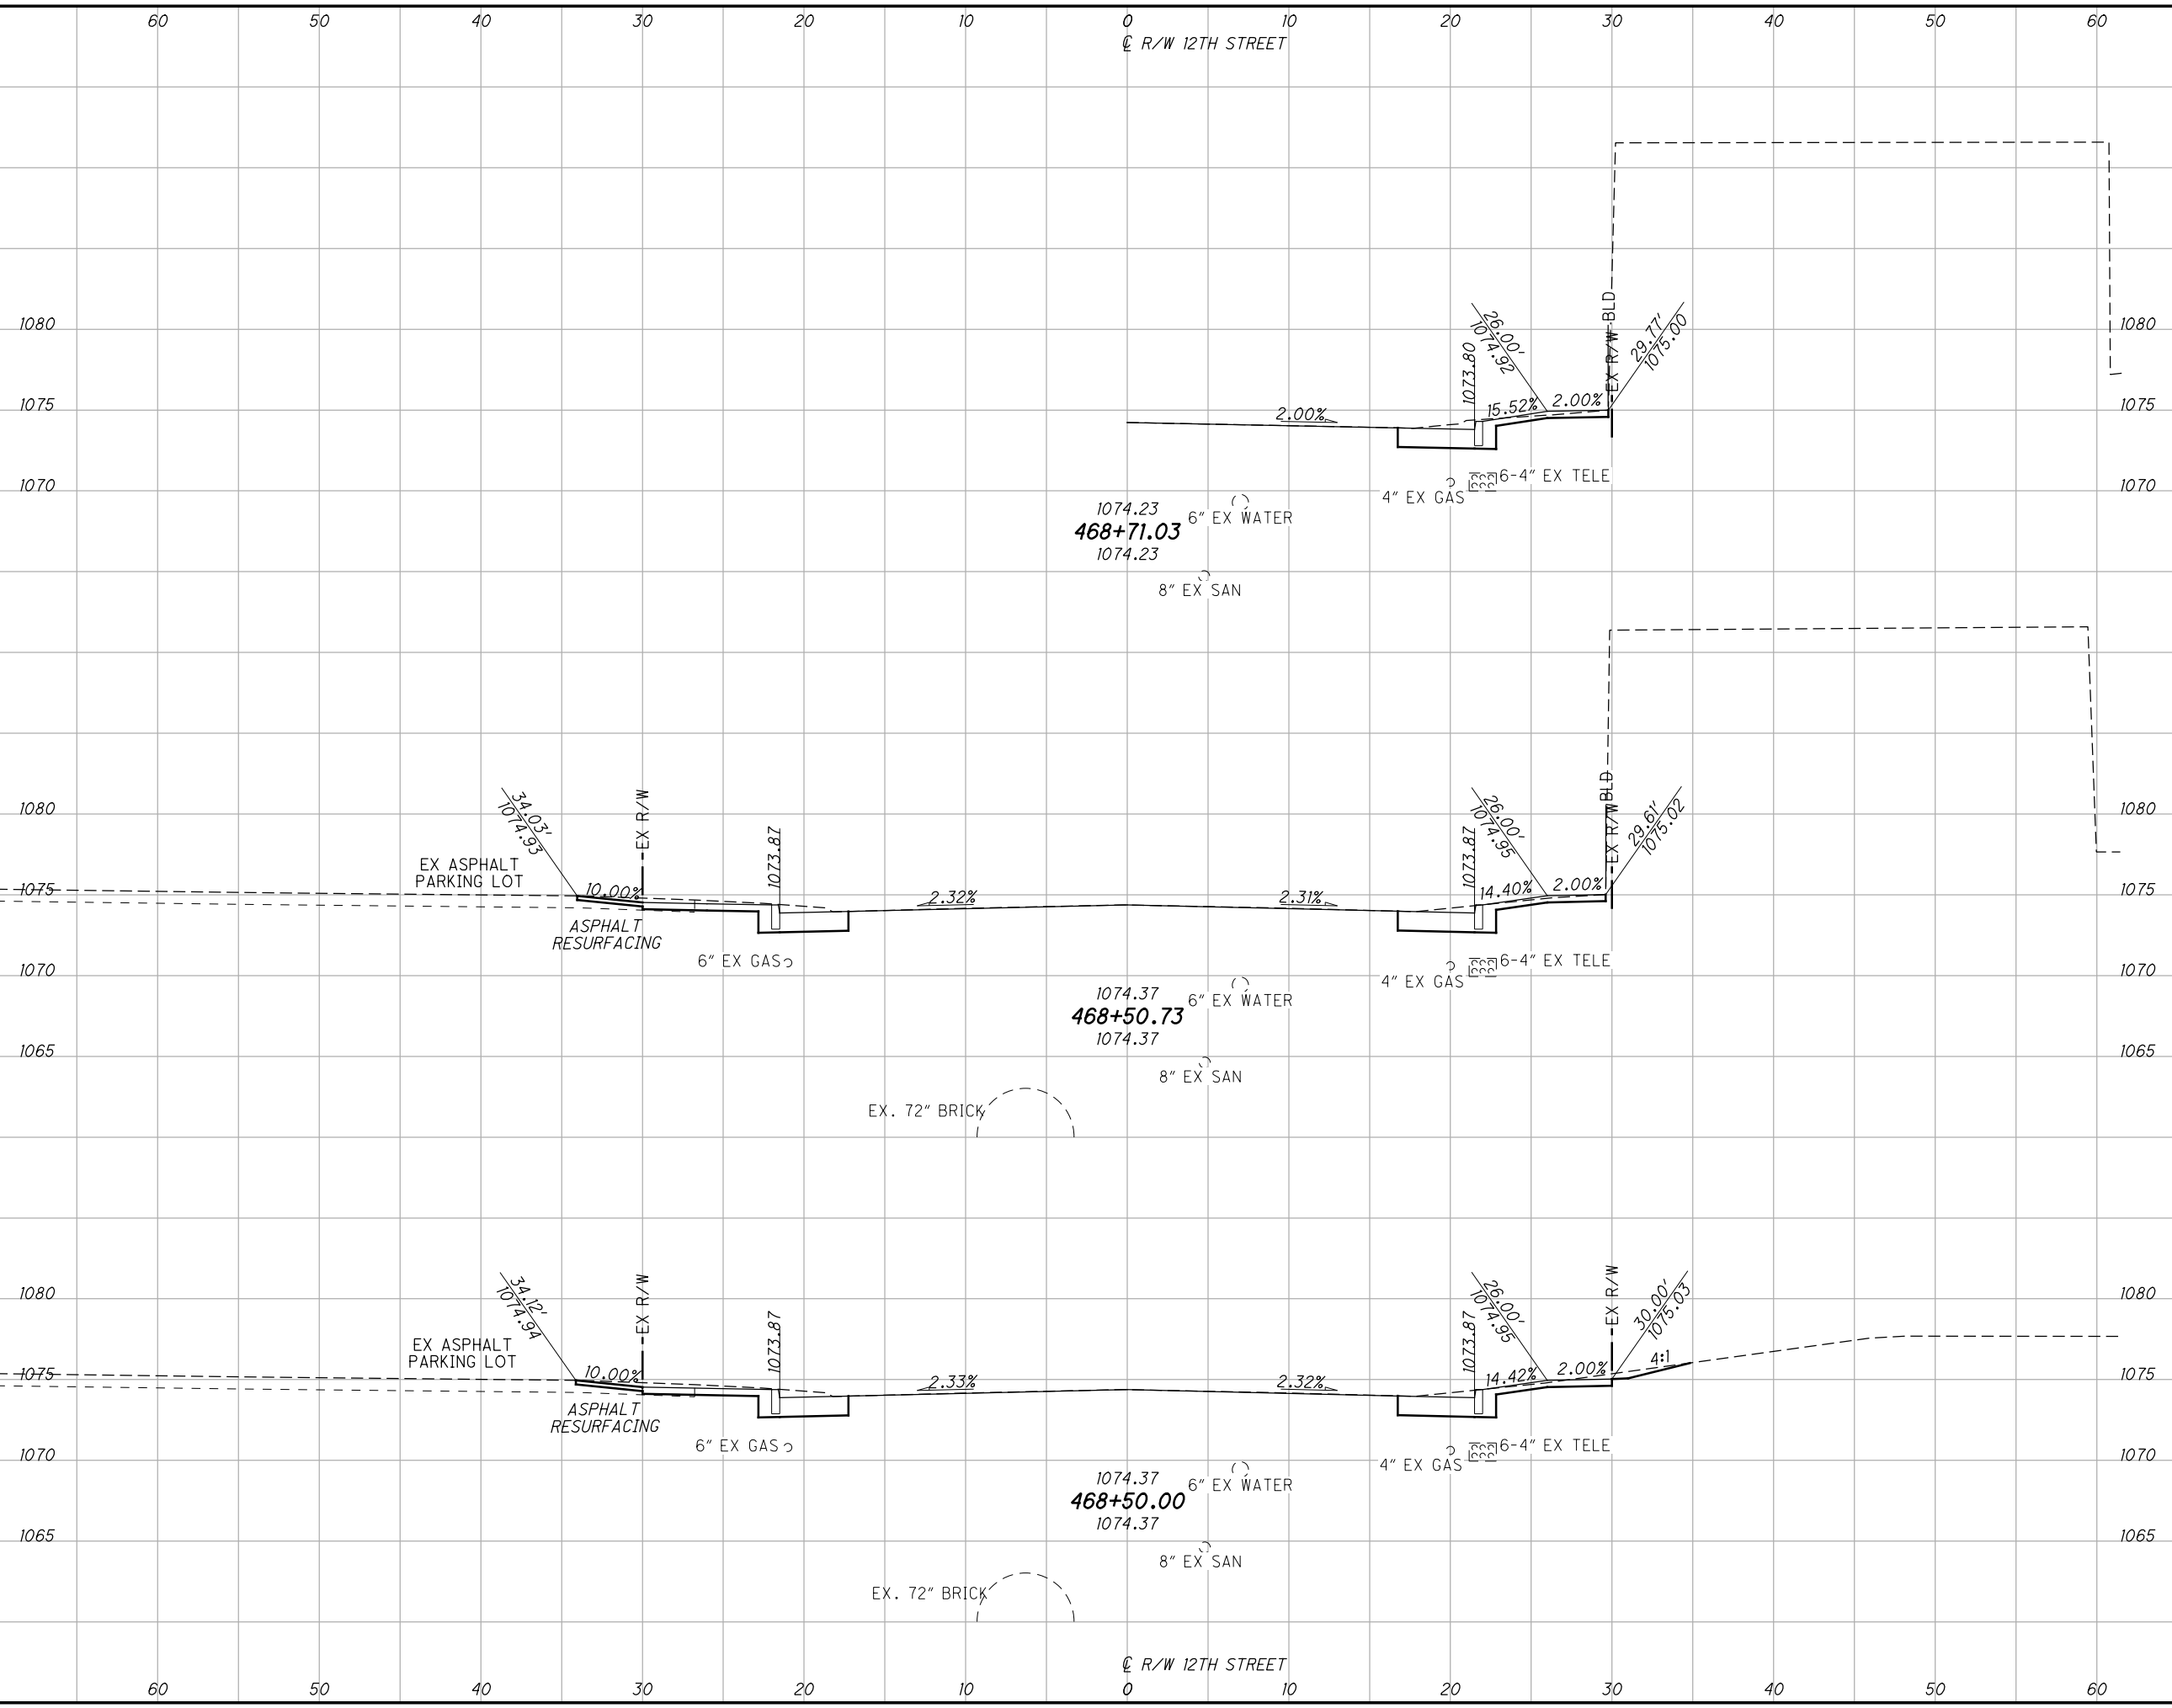 60 50 40 30 20 10 0 10 20 30 40 50 60
℄ R/W 12TH STREET
1080 1080
BLD
EX R/W
26.00'
1074.92
1073.80
29.77'
1075.00
1075 1075
2.00%
15.52%
2.00%
1070 1070
4" EX GAS
6-4" EX TELE
6" EX WATER
1074.23
468+71.03
1074.23
8" EX SAN
1080 1080
34.03'
1074.93
EX R/W
1073.87
1073.87
26.00'
1074.95
BLD
EX R/W
29.61'
1075.02
EX ASPHALT
PARKING LOT
1075 1075
10.00%
2.32%
2.31%
14.40%
2.00%
ASPHALT
RESURFACING
6" EX GAS
4" EX GAS
6-4" EX TELE
1070 1070
6" EX WATER
1074.37
468+50.73
1074.37
1065 1065
8" EX SAN
EX. 72" BRICK
1080 1080
34.12'
1074.94
EX R/W
1073.87
1073.87
26.00'
1074.95
EX R/W
30.00'
1075.03
EX ASPHALT
PARKING LOT
1075 1075
10.00%
2.33%
2.32%
14.42%
2.00%
4:1
ASPHALT
RESURFACING
6" EX GAS
4" EX GAS
6-4" EX TELE
1070 1070
6" EX WATER
1074.37
468+50.00
1074.37
1065 1065
8" EX SAN
EX. 72" BRICK
℄ R/W 12TH STREET
60 50 40 30 20 10 0 10 20 30 40 50 60